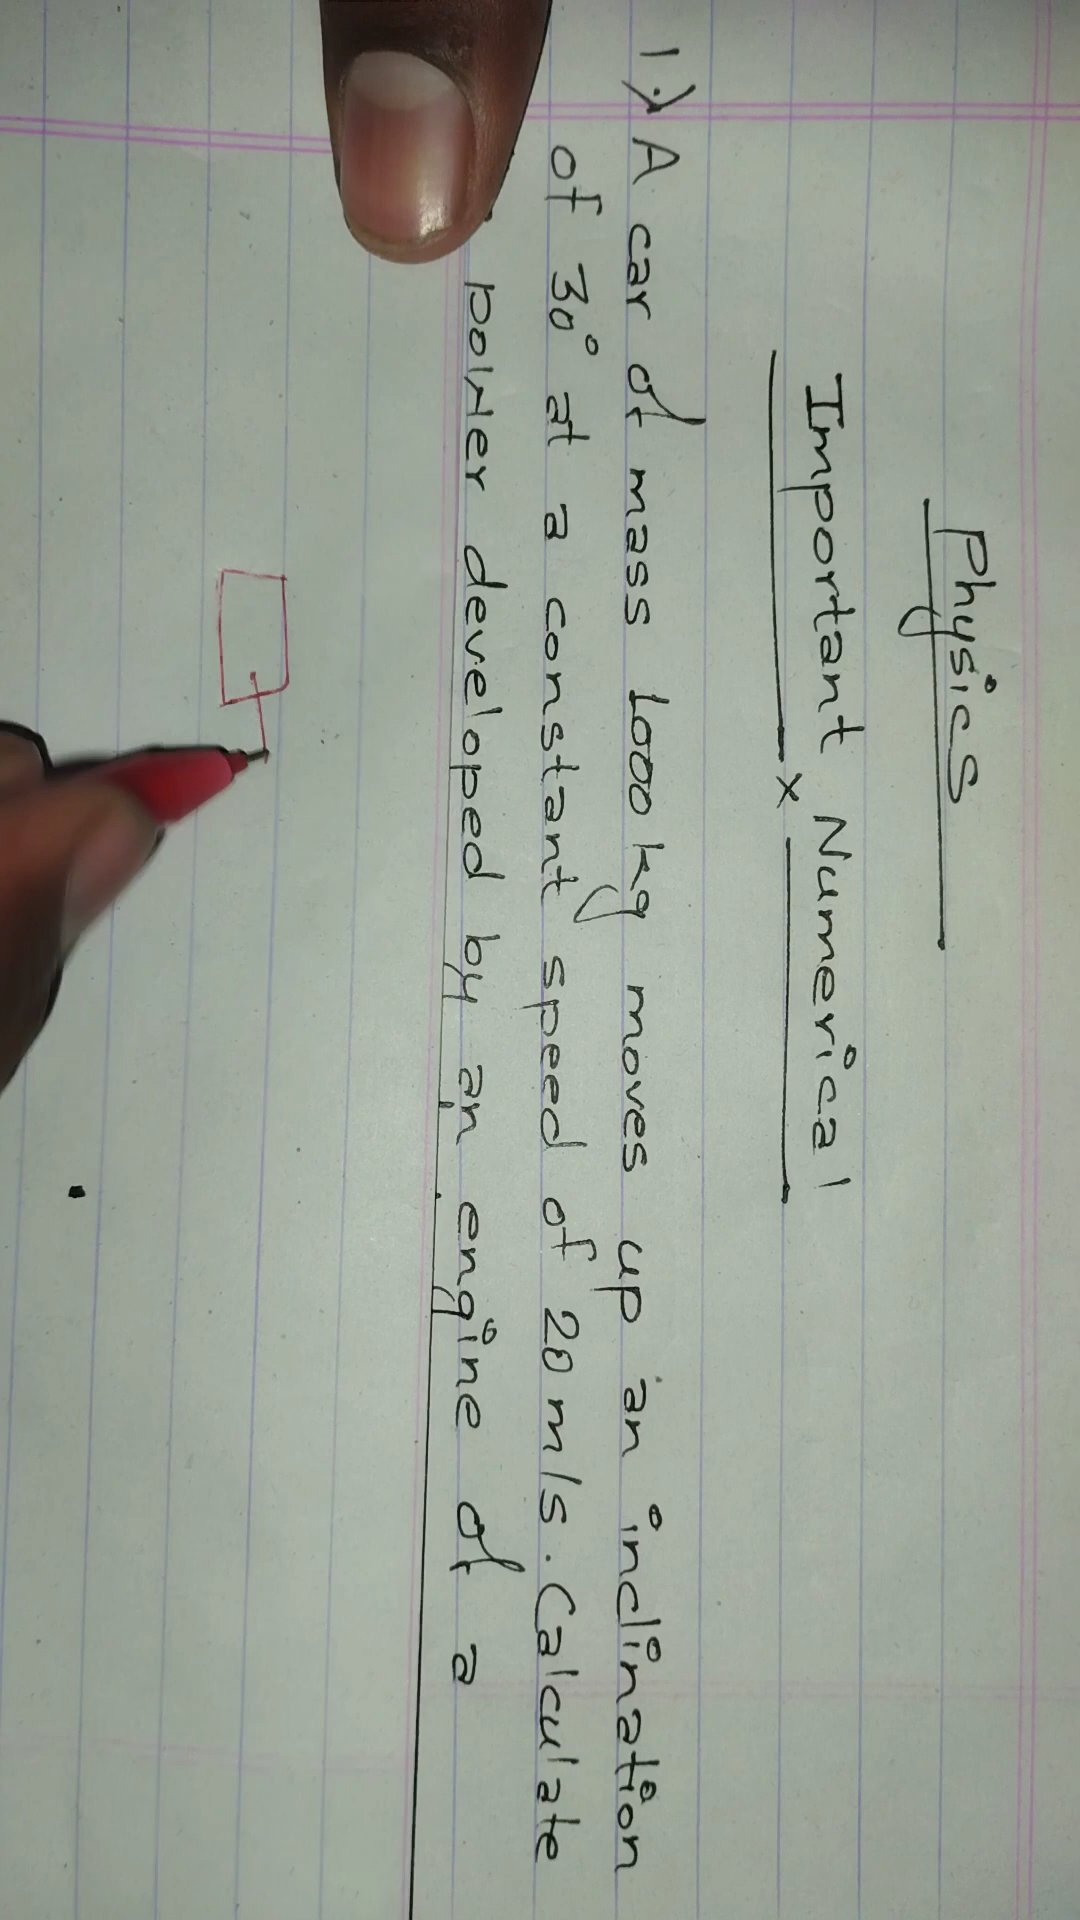 Physics
Important Numerical
x
1.) A car of mass 1000 kg moves up an inclination
of 30° at a constant speed of 20 m/s. Calculate
power developed by an engine of a